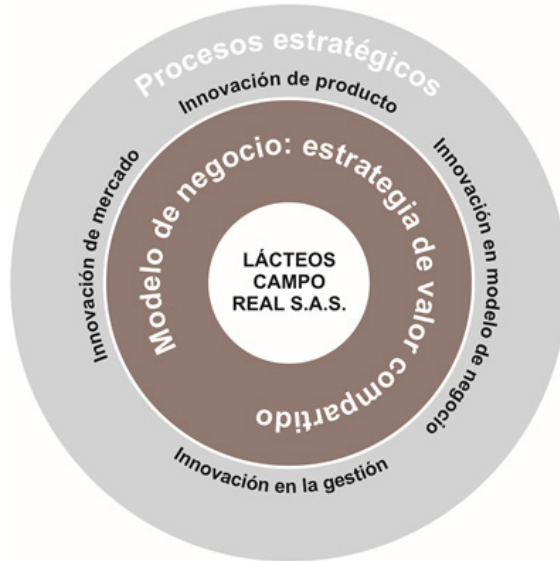 Procesos estratégicos
Innovación de producto
Innovación de mercado
Innovación en modelo de negocio
Innovación en la gestión
Modelo de negocio: estrategia de valor compartido
LÁCTEOS
CAMPO
REAL S.A.S.